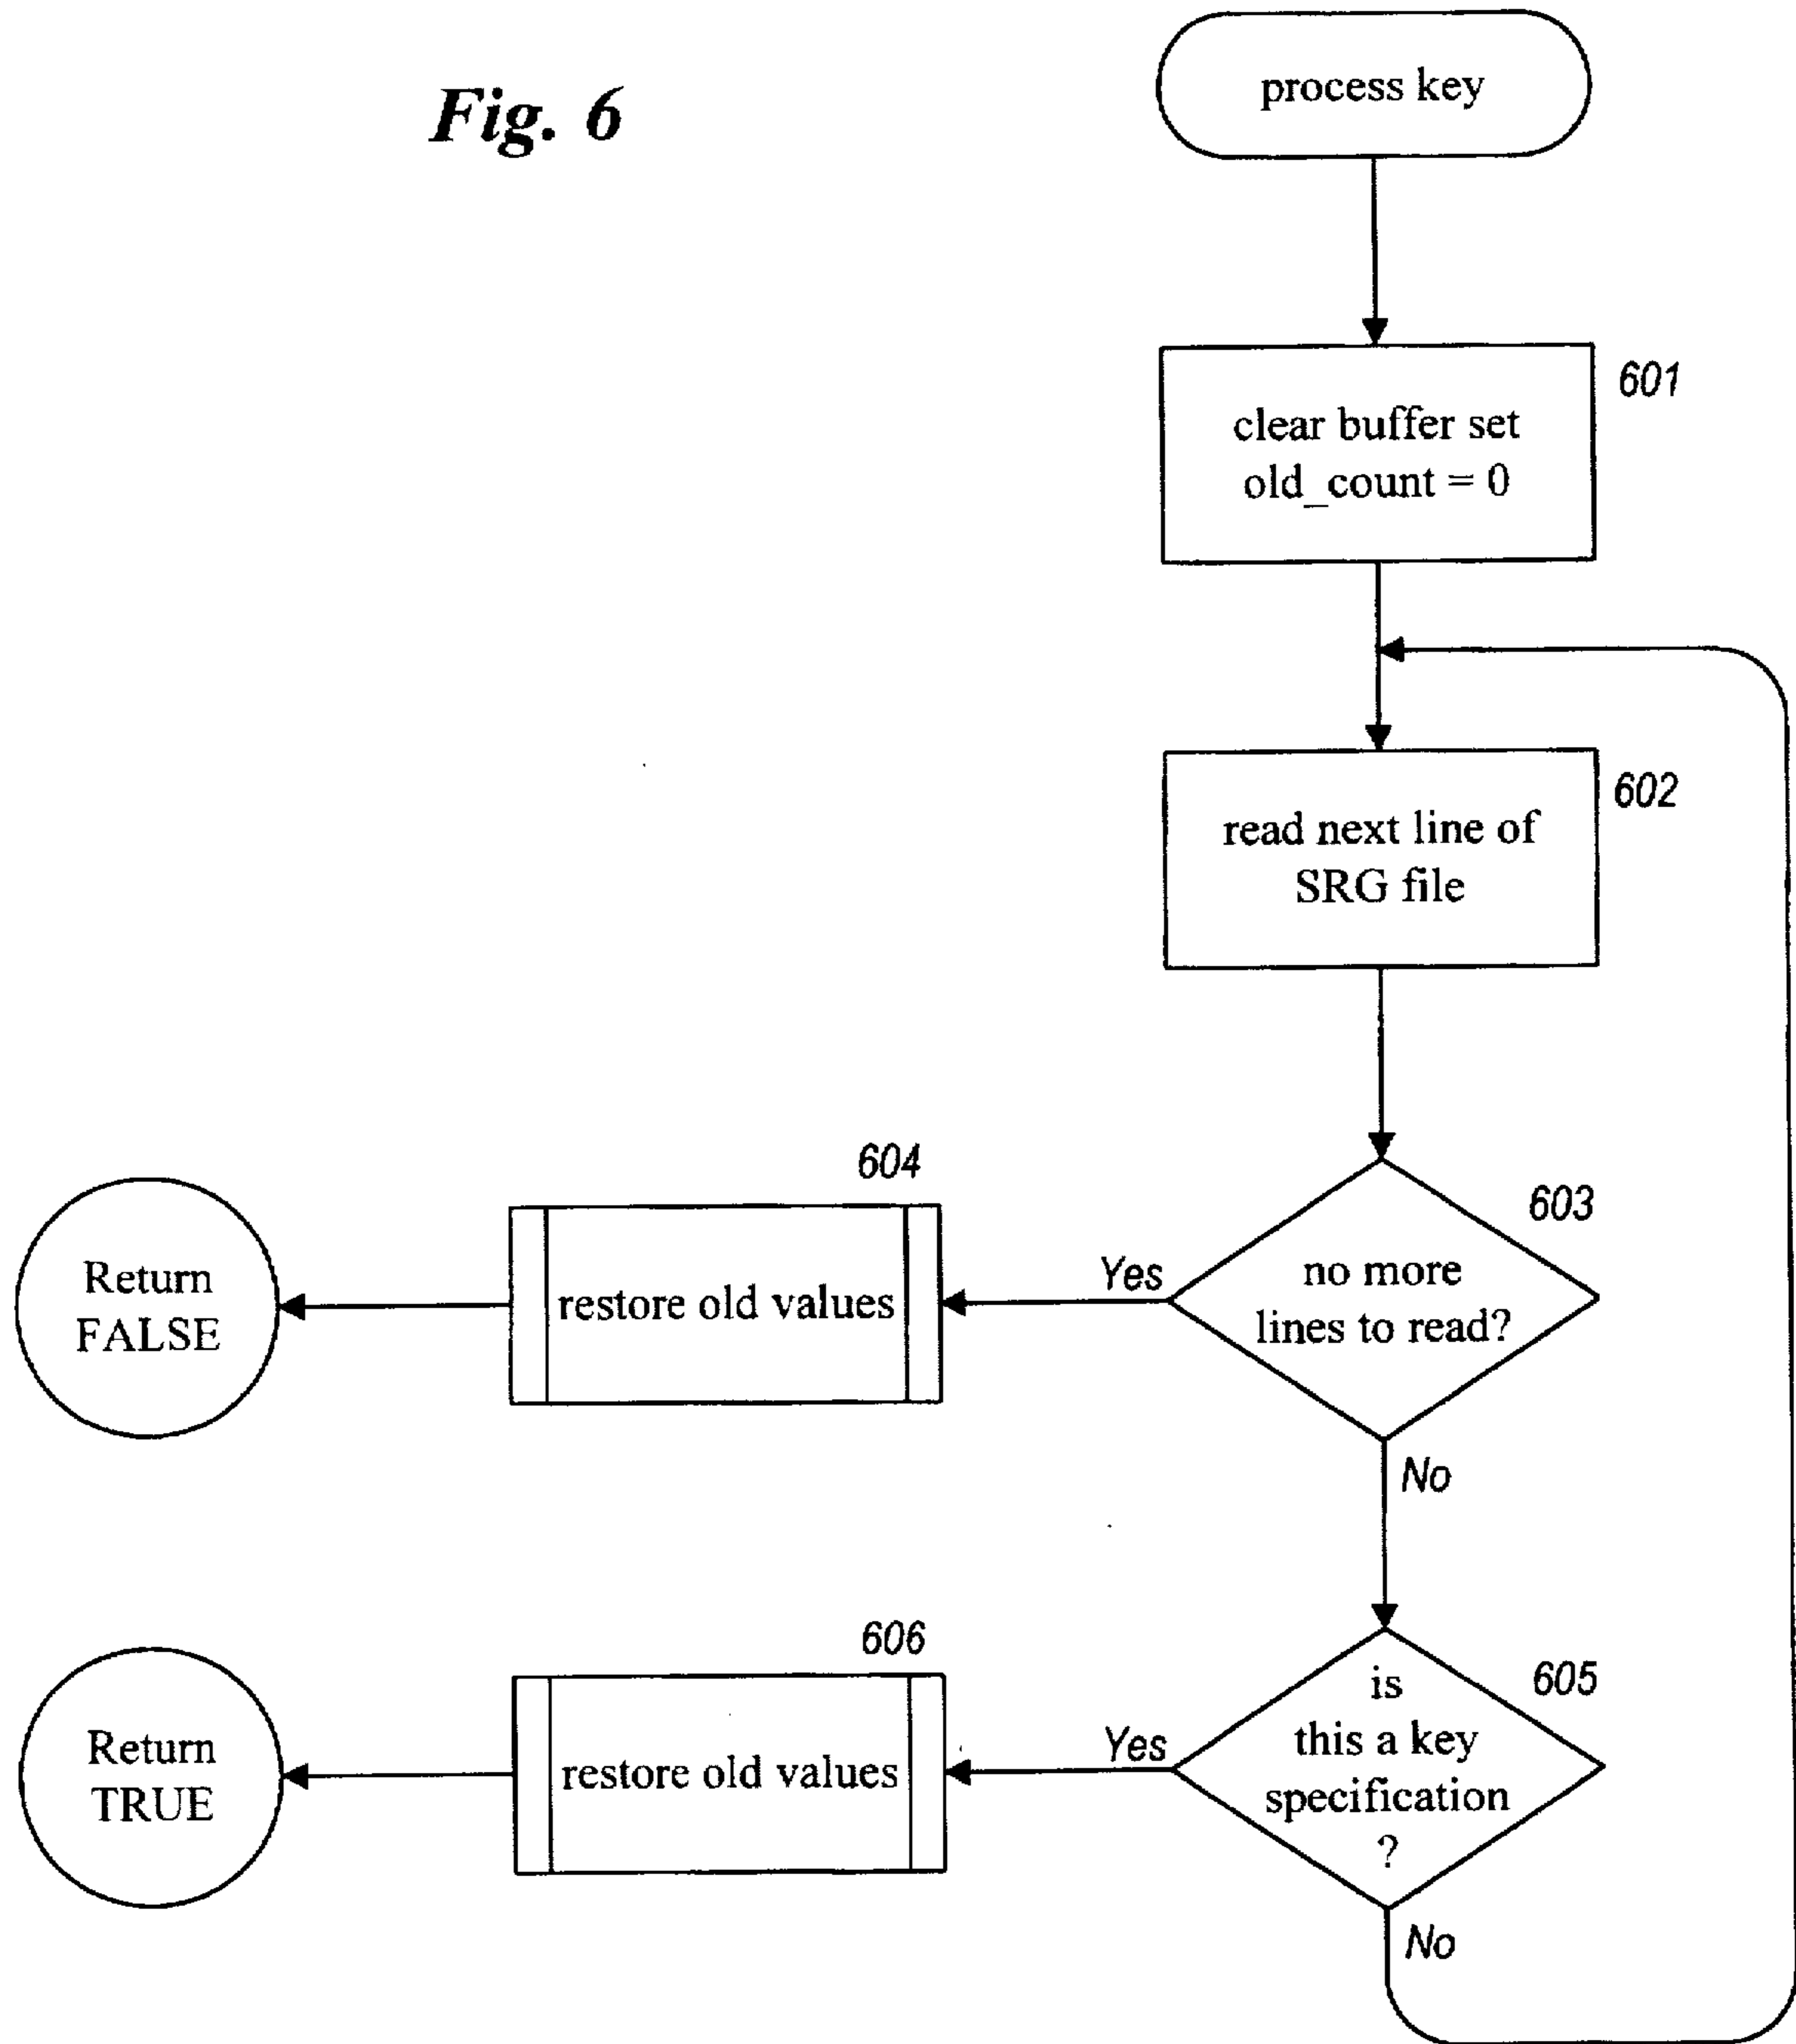 Fig. 6
process key
601
clear buffer set
old_count = 0
602
read next line of
SRG file
603
no more
lines to read?
Yes
604
restore old values
Return
FALSE
No
605
is
this a key
specification
?
Yes
606
restore old values
Return
TRUE
No